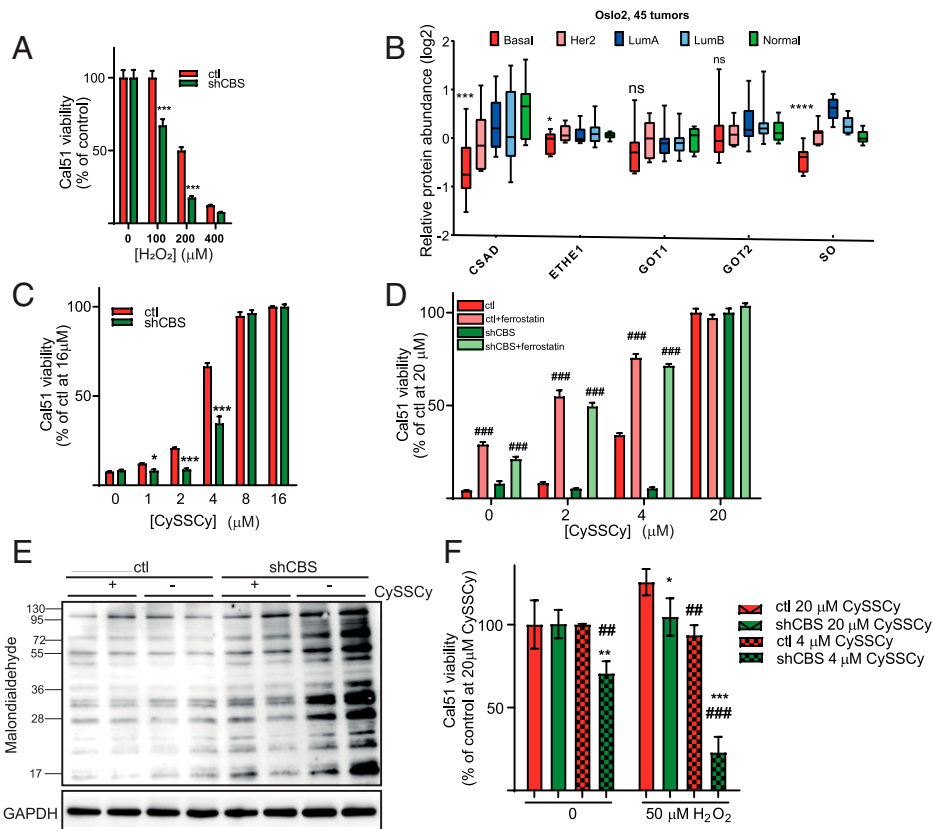 A
ctl
shCBS
Cal51 viability
(% of control)
100
50
***
***
0 100 200 400
[H₂O₂] (μM)
B
Oslo2, 45 tumors
Basal Her2 LumA LumB Normal
Relative protein abundance (log2)
2
1
0
-1
-2
*** * ns ns ****
CSAD ETHE1 GOT1 GOT2 SO
C
ctl
shCBS
Cal51 viability
(% of ctl at 16μM)
100
50
* *** ***
0 1 2 4 8 16
[CySSCy] (μM)
D
ctl
ctl+ferrostatin
shCBS
shCBS+ferrostatin
Cal51 viability
(% of ctl at 20 μM)
100
50
0
### ### ### ### ### ###
0 2 4 20
[CySSCy] (μM)
E
ctl shCBS
+ - + - CySSCy
Malondialdehyde
130
95
72
55
36
28
17
GAPDH
F
Cal51 viability
(% of control at 20μM CySSCy)
100
50
##
**
*
##
***
###
0 50 μM H₂O₂
ctl 20 μM CySSCy
shCBS 20 μM CySSCy
ctl 4 μM CySSCy
shCBS 4 μM CySSCy